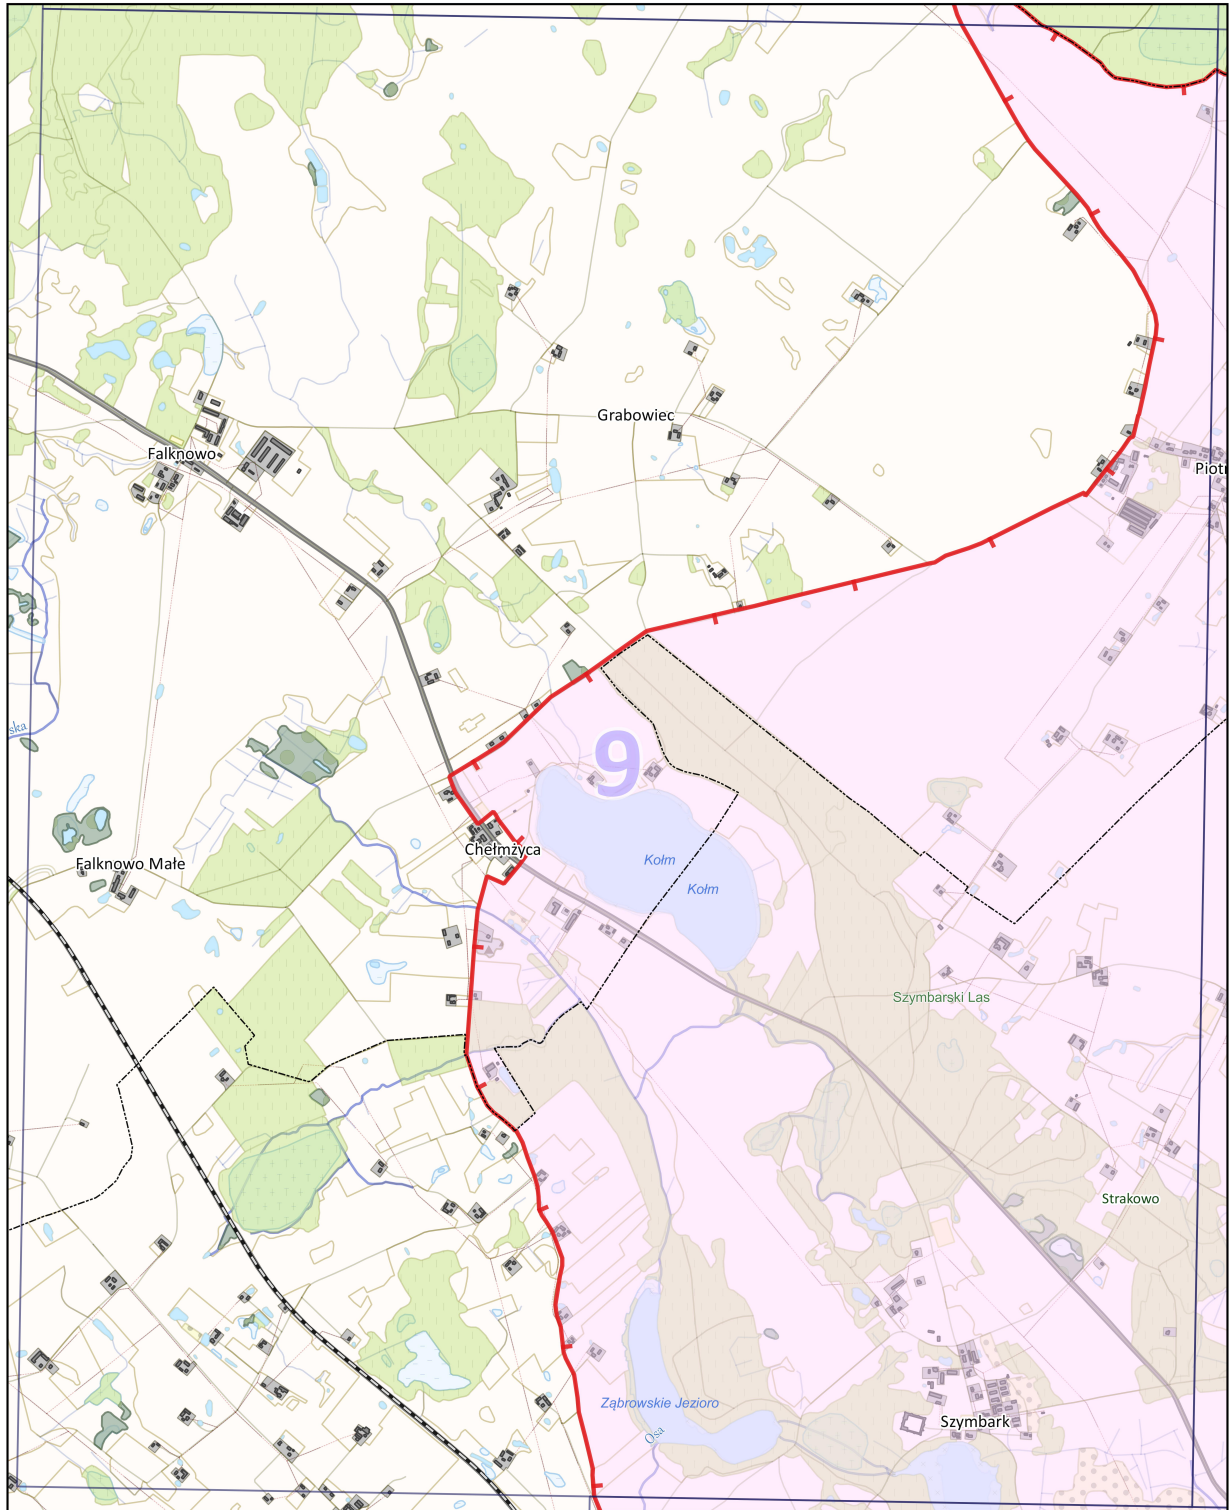 Grabowiec
Falknowo
Piotr
ska
9
Chełmżyca
Kołm
Falknowo Małe
Kołm
Szymbarski Las
Strakowo
Ząbrowskie Jezioro
Szymbark
Osa